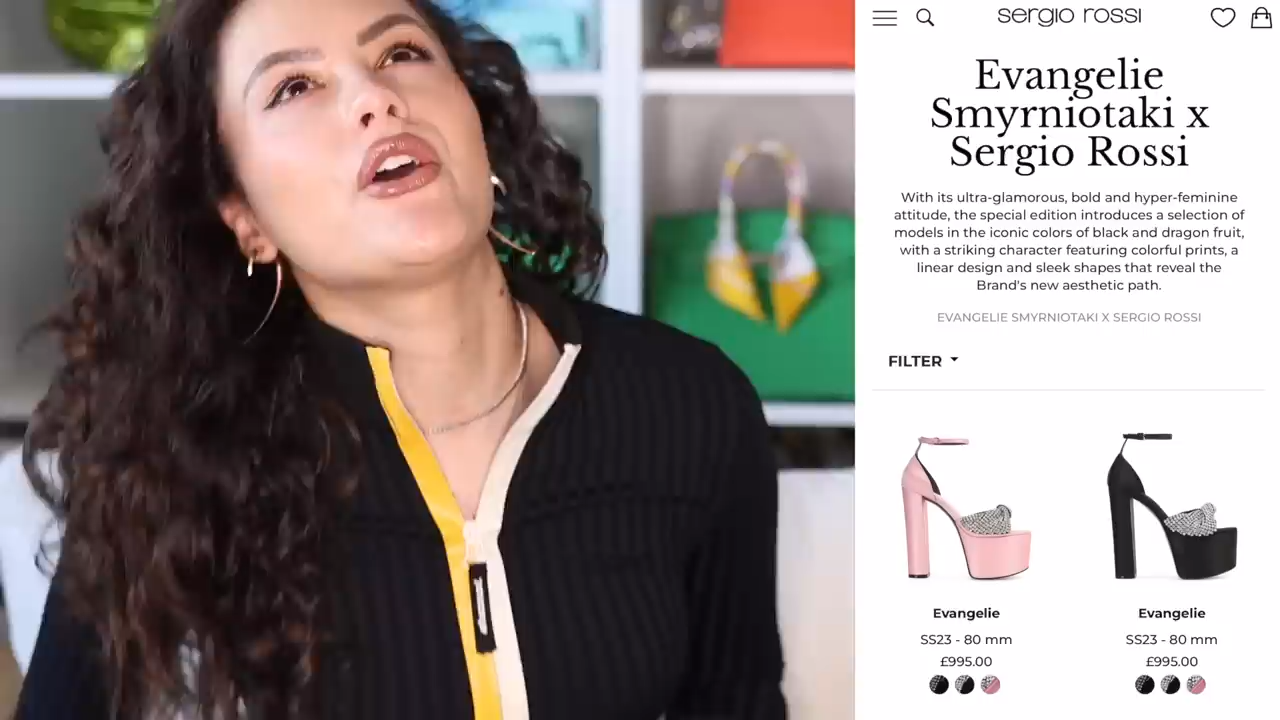 sergio rossi
Evangelie
Smyrniotaki x
Sergio Rossi
With its ultra-glamorous, bold and hyper-feminine
attitude, the special edition introduces a selection of
models in the iconic colors of black and dragon fruit,
with a striking character featuring colorful prints, a
linear design and sleek shapes that reveal the
Brand's new aesthetic path.
EVANGELIE SMYRNIOTAKI X SERGIO ROSSI
FILTER
Evangelie
SS23 - 80 mm
£995.00
Evangelie
SS23 - 80 mm
£995.00